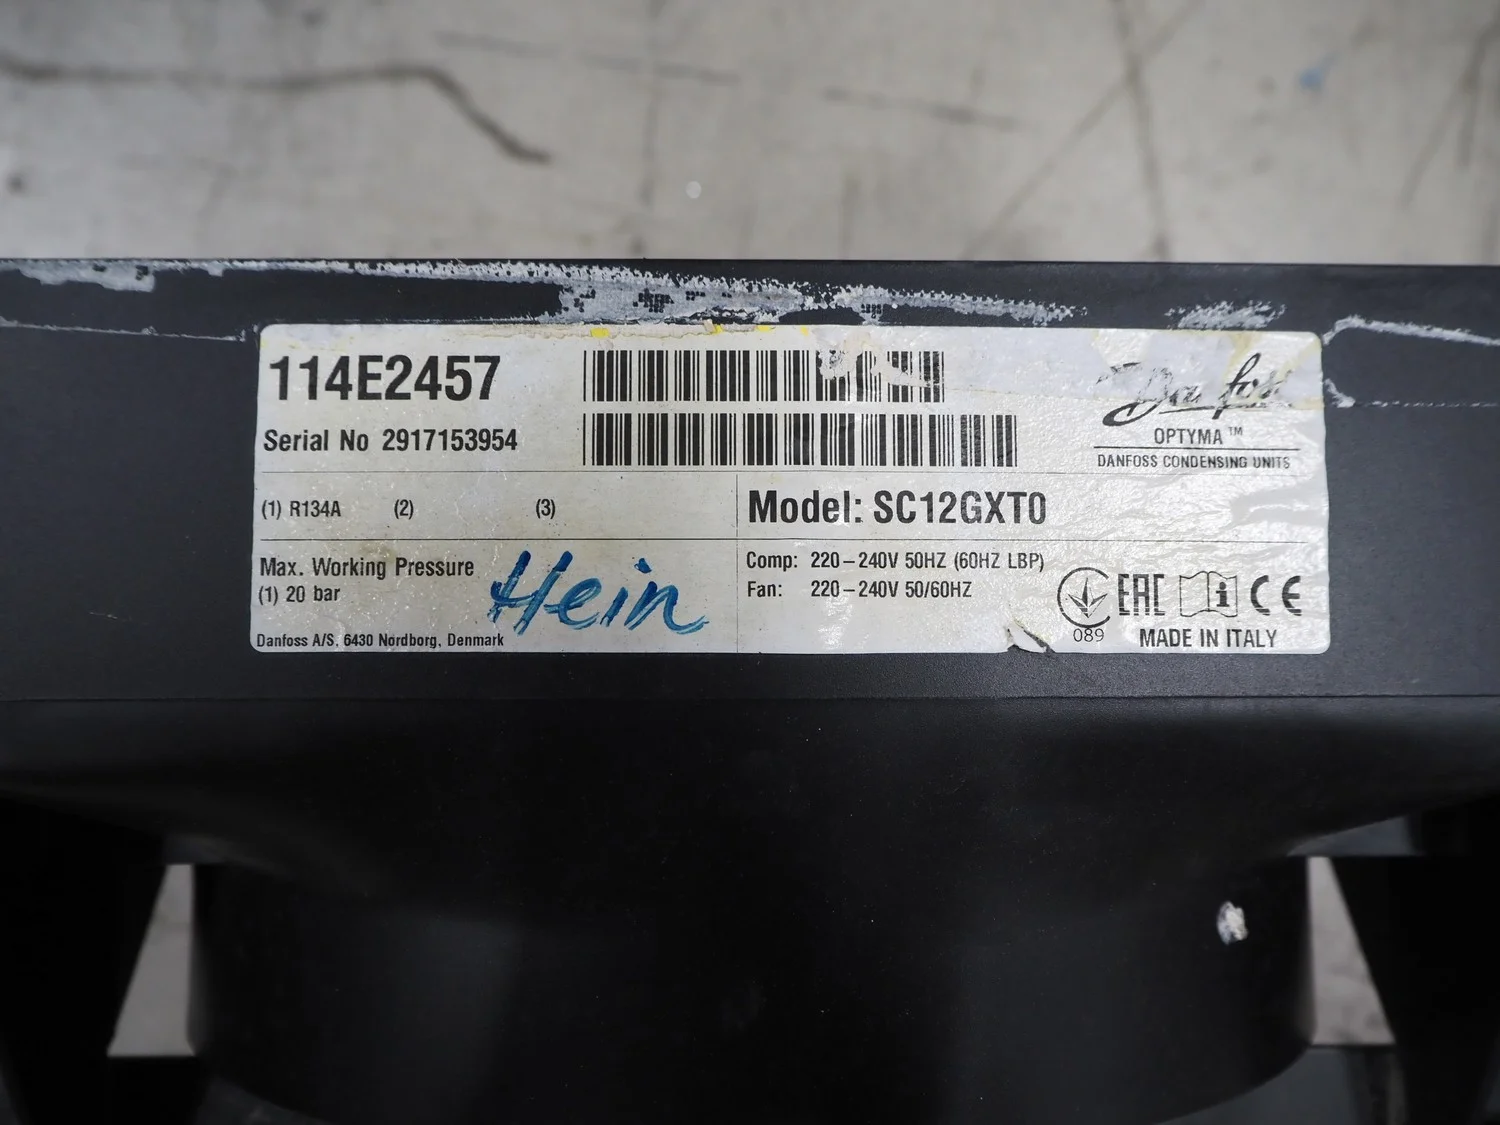 114E2457
Serial No 2917153954
Danfoss
OPTYMA™
DANFOSS CONDENSING UNITS
(1) R134A (2) (3)
Model: SC12GXT0
Max. Working Pressure
(1) 20 bar
Hein
Danfoss A/S, 6430 Nordborg, Denmark
Comp: 220-240V 50HZ (60HZ LBP)
Fan: 220-240V 50/60HZ
089
EAC
i
CE
MADE IN ITALY